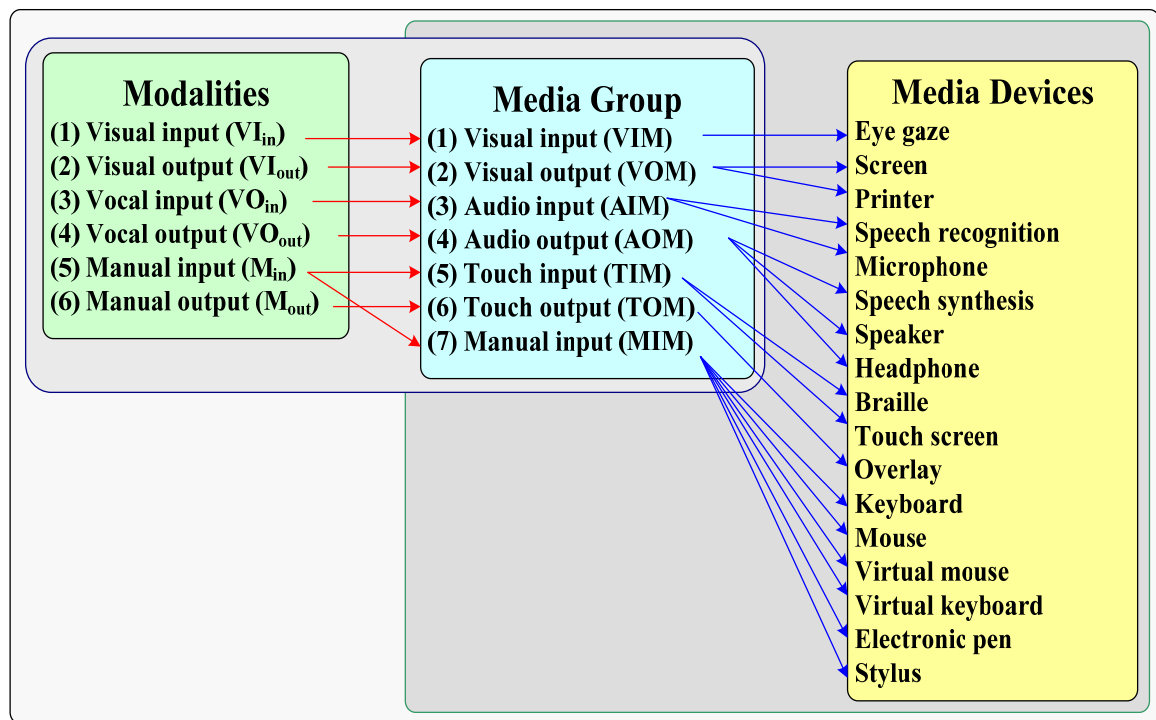 Modalities
(1) Visual input (VIin)
(2) Visual output (VIout)
(3) Vocal input (VOin)
(4) Vocal output (VOout)
(5) Manual input (Min)
(6) Manual output (Mout)
Media Group
(1) Visual input (VIM)
(2) Visual output (VOM)
(3) Audio input (AIM)
(4) Audio output (AOM)
(5) Touch input (TIM)
(6) Touch output (TOM)
(7) Manual input (MIM)
Media Devices
Eye gaze
Screen
Printer
Speech recognition
Microphone
Speech synthesis
Speaker
Headphone
Braille
Touch screen
Overlay
Keyboard
Mouse
Virtual mouse
Virtual keyboard
Electronic pen
Stylus